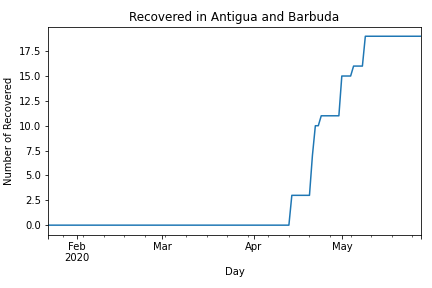 Recovered in Antigua and Barbuda
Number of Recovered
17.5
15.0
12.5
10.0
7.5
5.0
2.5
0.0
Feb Mar Apr May
2020
Day